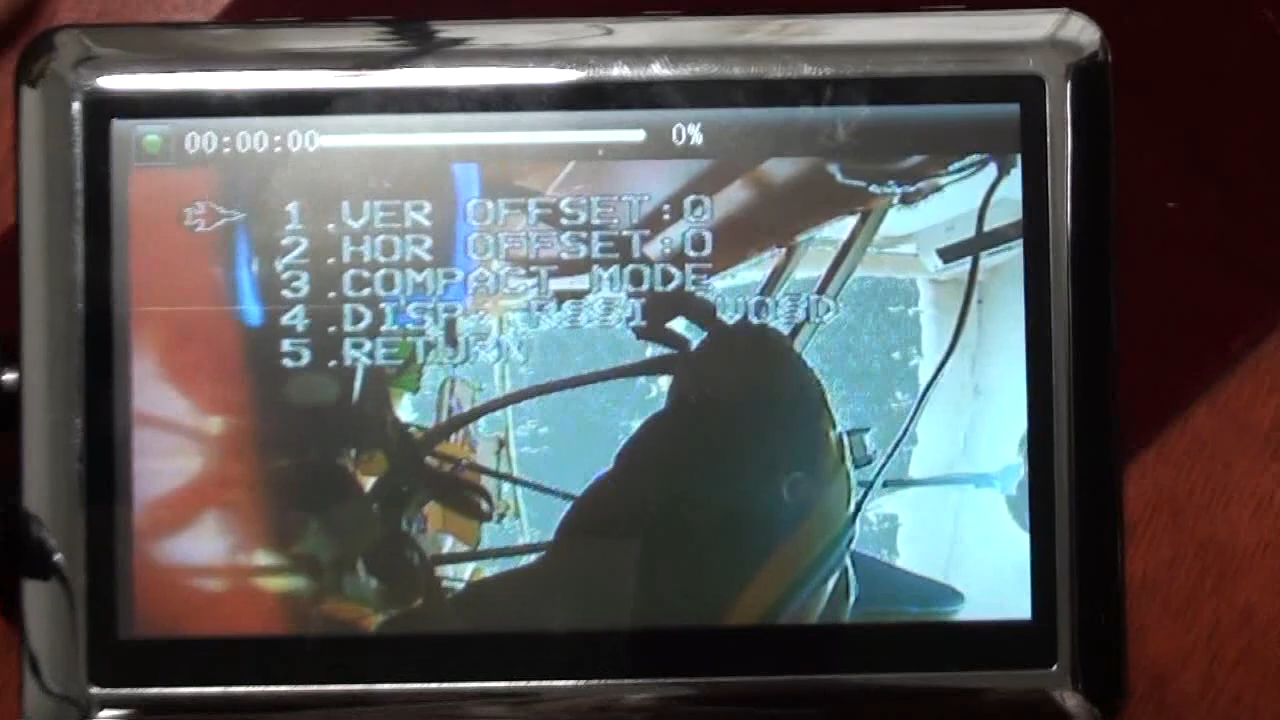 00:00:00 0%
1.VER OFFSET:0
2.HOR OFFSET:0
3.COMPACT MODE
4.DISP: RSSI
5.RETURN